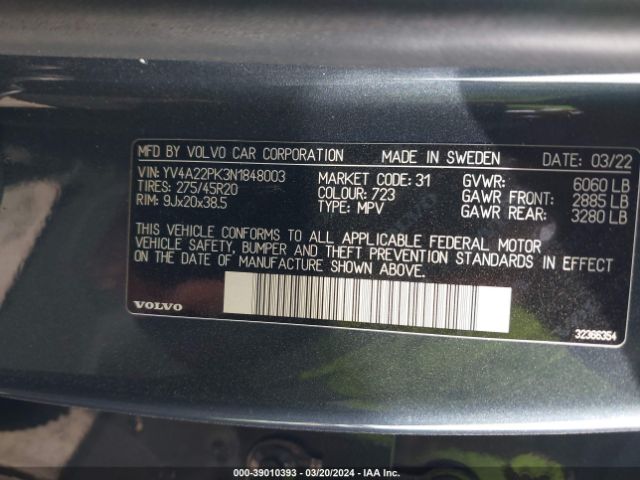 MFD BY VOLVO CAR CORPORATION MADE IN SWEDEN DATE: 03/22
VIN: YV4A22PK3N1848003 MARKET CODE: 31 GVWR: 6060 LB
TIRES: 275/45R20 COLOUR: 723 GAWR FRONT: 2885 LB
RIM: 9Jx20x38.5 TYPE: MPV GAWR REAR: 3280 LB
THIS VEHICLE CONFORMS TO ALL APPLICABLE FEDERAL MOTOR
VEHICLE SAFETY, BUMPER AND THEFT PREVENTION STANDARDS IN EFFECT
ON THE DATE OF MANUFACTURE SHOWN ABOVE.
VOLVO 32366354
000-39010393 - 03/20/2024 - IAA Inc.